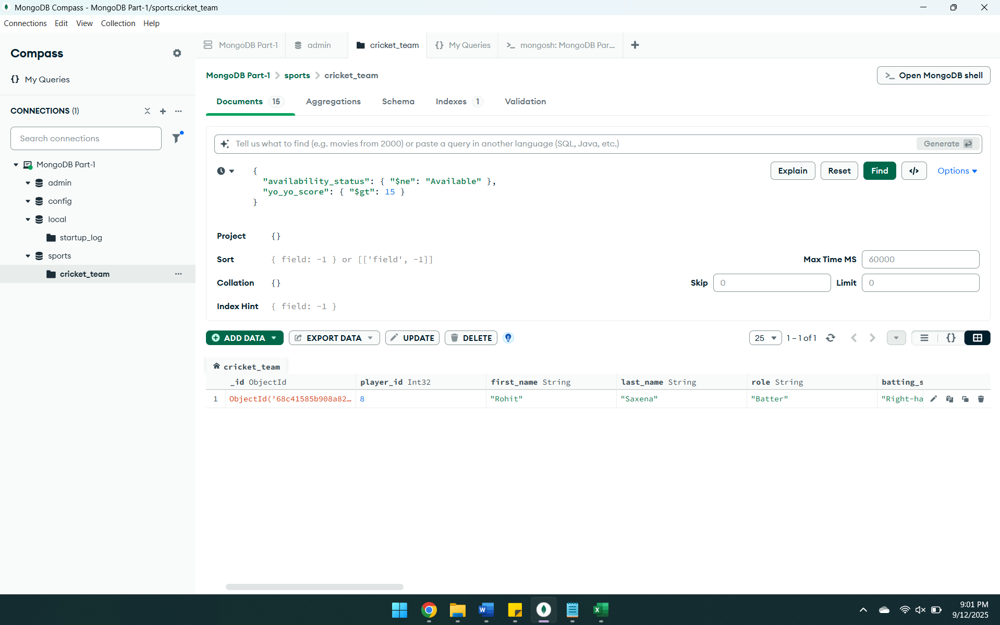 MongoDB Compass - MongoDB Part-1/sports.cricket_team
Connections Edit View Collection Help
Compass
My Queries
CONNECTIONS (1)
Search connections
MongoDB Part-1
admin
config
local
startup_log
sports
cricket_team
MongoDB Part-1 admin cricket_team My Queries mongosh: MongoDB Par...
MongoDB Part-1 sports cricket_team
Open MongoDB shell
Documents 15 Aggregations Schema Indexes 1 Validation
Tell us what to find (e.g. movies from 2000) or paste a query in another language (SQL, Java, etc.)
Generate
{
"availability_status": { "$ne": "Available" },
"yo_yo_score": { "$gt": 15 }
}
Explain Reset Find </> Options
Project {}
Sort { field: -1 } or [['field', -1]]
Max Time MS 60000
Collation {}
Skip 0 Limit 0
Index Hint { field: -1 }
ADD DATA EXPORT DATA UPDATE DELETE
25 1 – 1 of 1
{}
cricket_team
_id ObjectId player_id Int32 first_name String last_name String role String batting_s
1 ObjectId('68c41585b908a82... 8 "Rohit" "Saxena" "Batter" "Right-ha
9:01 PM
9/12/2025